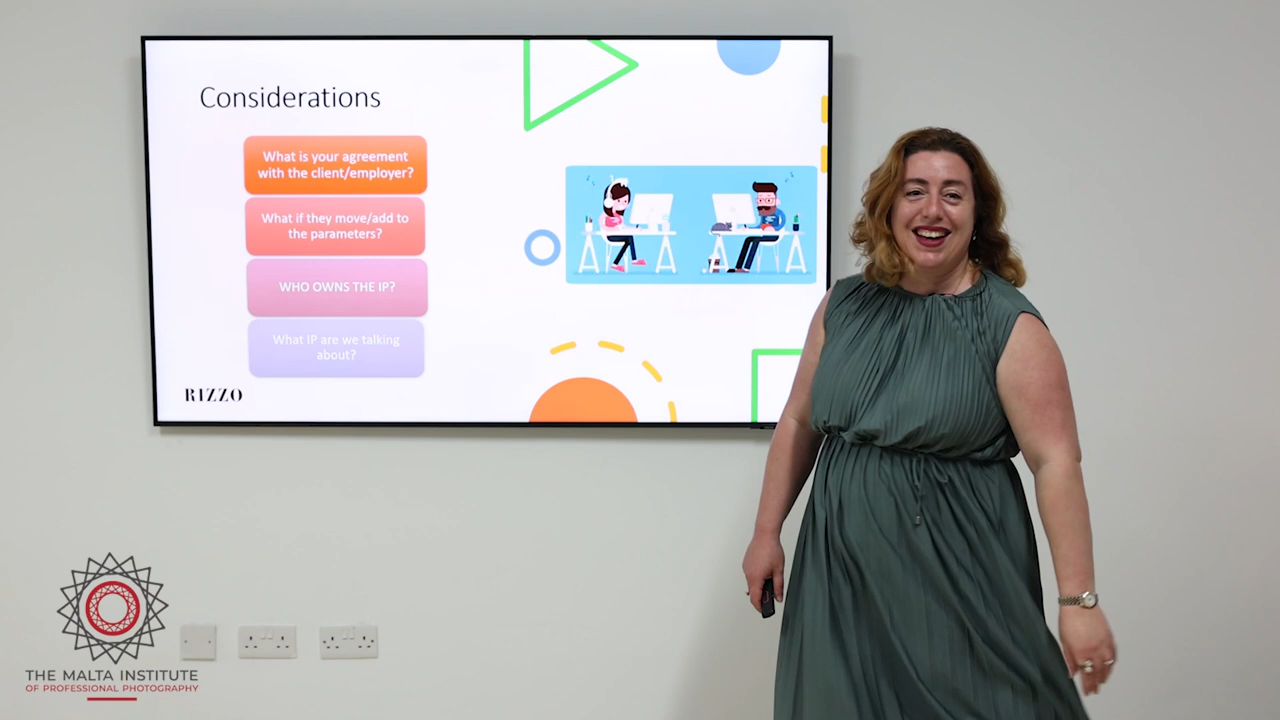 Considerations
What is your agreement
with the client/employer?
What if they move/add to
the parameters?
WHO OWNS THE IP?
What IP are we talking
about?
RIZZO
THE MALTA INSTITUTE
OF PROFESSIONAL PHOTOGRAPHY